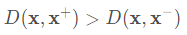 D(x, x⁺) > D(x, x⁻)